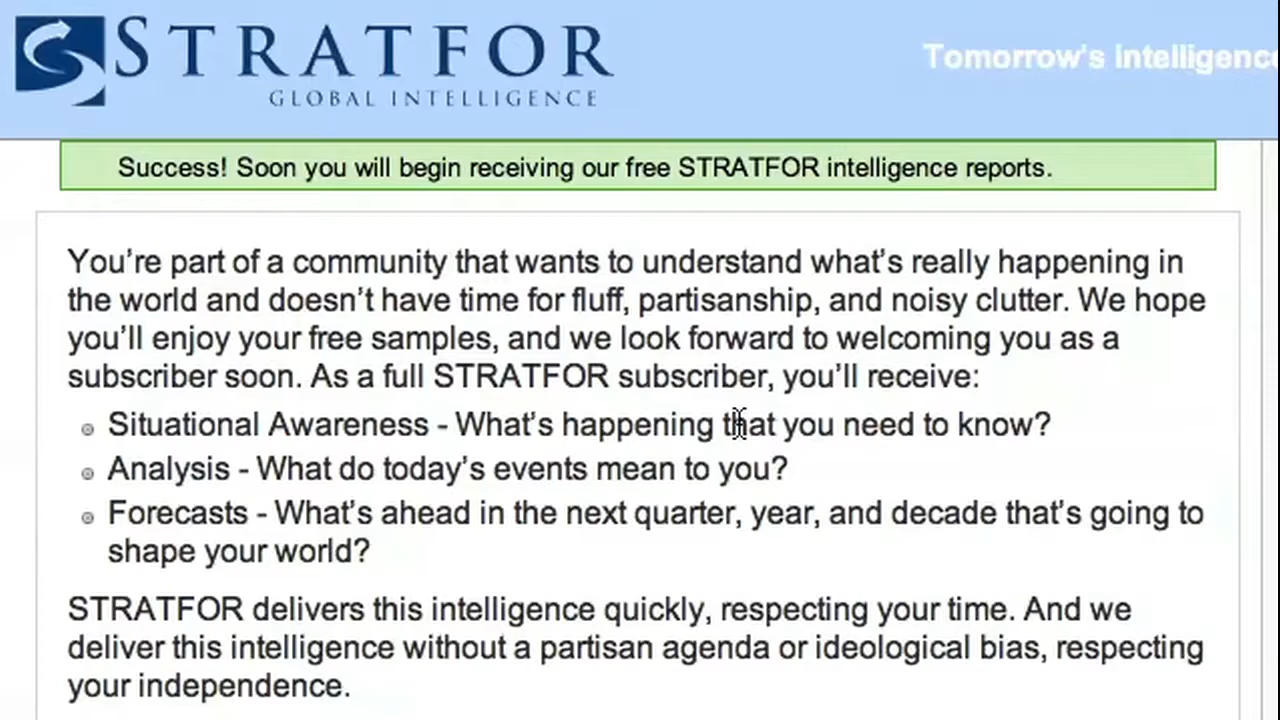 STRATFOR
GLOBAL INTELLIGENCE
Tomorrow's Intelligence
Success! Soon you will begin receiving our free STRATFOR intelligence reports.
You’re part of a community that wants to understand what’s really happening in
the world and doesn’t have time for fluff, partisanship, and noisy clutter. We hope
you’ll enjoy your free samples, and we look forward to welcoming you as a
subscriber soon. As a full STRATFOR subscriber, you’ll receive:
Situational Awareness - What’s happening that you need to know?
Analysis - What do today’s events mean to you?
Forecasts - What’s ahead in the next quarter, year, and decade that’s going to
shape your world?
STRATFOR delivers this intelligence quickly, respecting your time. And we
deliver this intelligence without a partisan agenda or ideological bias, respecting
your independence.